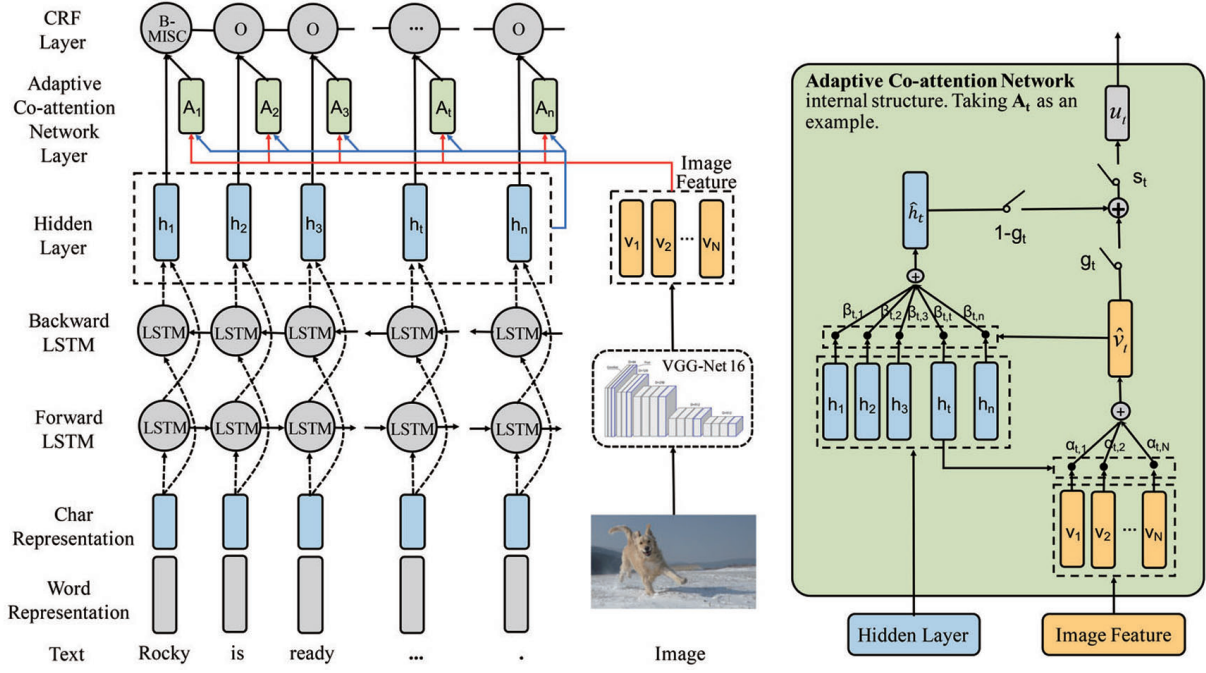 CRF
Layer
B-
MISC
O
O
...
O
Adaptive
Co-attention
Network
Layer
A1
A2
A3
At
An
Hidden
Layer
h1
h2
h3
ht
hn
Image
Feature
v1
v2
...
vN
Backward
LSTM
LSTM
LSTM
LSTM
LSTM
LSTM
VGG-Net 16
Forward
LSTM
LSTM
LSTM
LSTM
LSTM
LSTM
Char
Representation
Word
Representation
Text
Rocky
is
ready
...
.
Image
Adaptive Co-attention Network
internal structure. Taking At as an
example.
ut
st
ĥt
1-gt
gt
βt,1
βt,2
βt,3
βt,t
βt,n
v̂t
h1
h2
h3
ht
hn
αt,1
αt,2
αt,N
v1
v2
...
vN
Hidden Layer
Image Feature